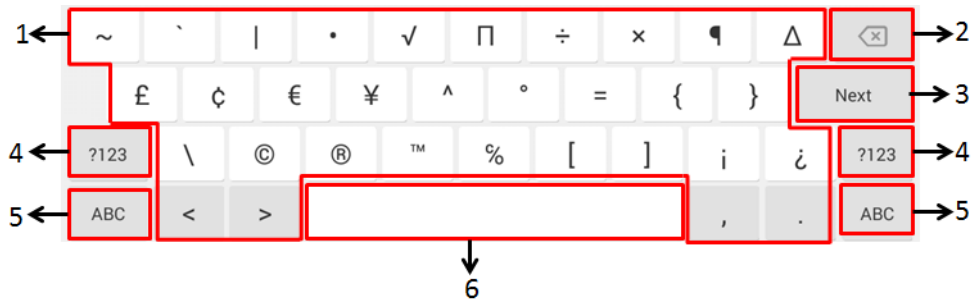 1 ~ ` | • √ Π ÷ × ¶ Δ 2
£ ¢ € ¥ ^ ° = { } Next 3
4 ?123 \ © ® ™ ℅ [ ] ¡ ¿ ?123 4
5 ABC < > , . ABC 5
6